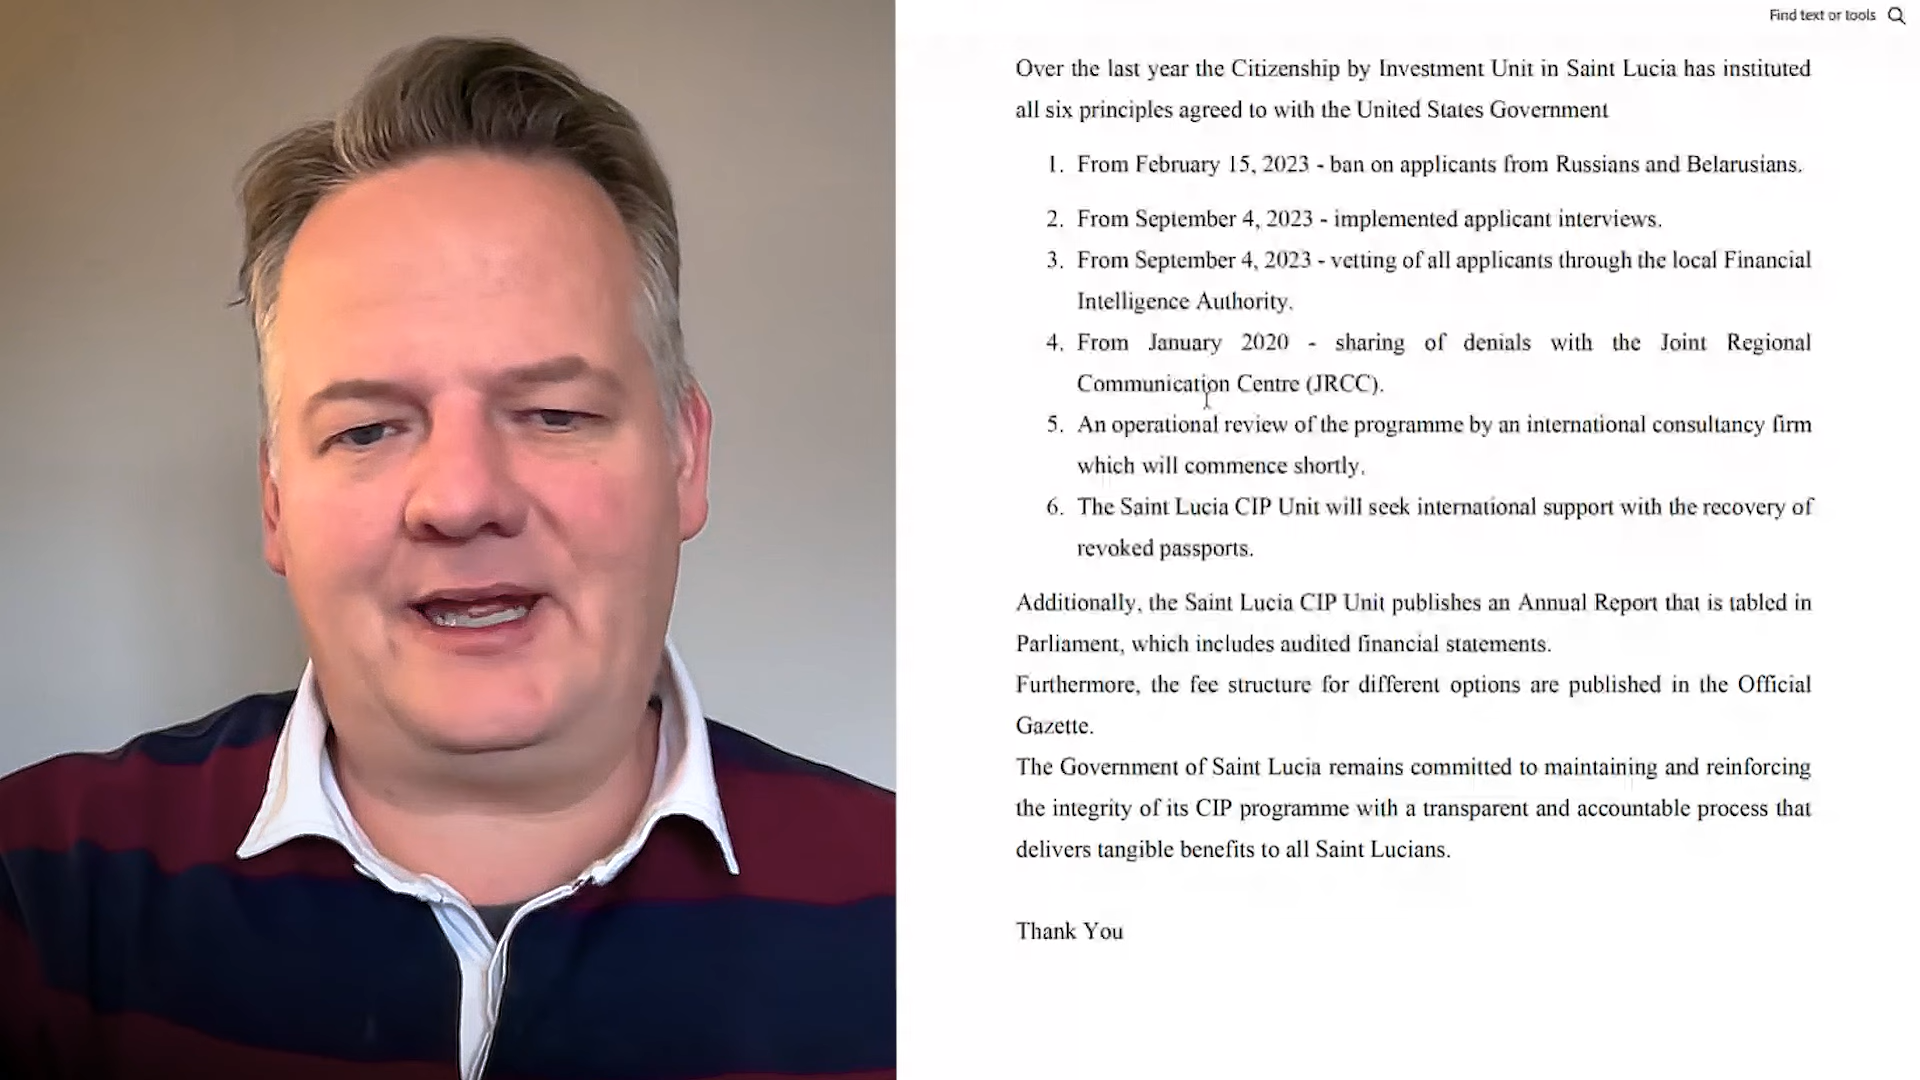 Find text or tools
Over the last year the Citizenship by Investment Unit in Saint Lucia has instituted
all six principles agreed to with the United States Government
1. From February 15, 2023 - ban on applicants from Russians and Belarusians.
2. From September 4, 2023 - implemented applicant interviews.
3. From September 4, 2023 - vetting of all applicants through the local Financial
Intelligence Authority.
4. From January 2020 - sharing of denials with the Joint Regional
Communication Centre (JRCC).
5. An operational review of the programme by an international consultancy firm
which will commence shortly.
6. The Saint Lucia CIP Unit will seek international support with the recovery of
revoked passports.
Additionally, the Saint Lucia CIP Unit publishes an Annual Report that is tabled in
Parliament, which includes audited financial statements.
Furthermore, the fee structure for different options are published in the Official
Gazette.
The Government of Saint Lucia remains committed to maintaining and reinforcing
the integrity of its CIP programme with a transparent and accountable process that
delivers tangible benefits to all Saint Lucians.
Thank You